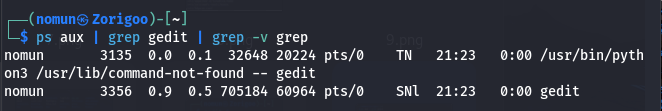 (nomun㉿Zorigoo)-[~]
$ ps aux | grep gedit | grep -v grep
nomun 3135 0.0 0.1 32648 20224 pts/0 TN 21:23 0:00 /usr/bin/pyth
on3 /usr/lib/command-not-found -- gedit
nomun 3356 0.9 0.5 705184 60964 pts/0 SNl 21:23 0:00 gedit